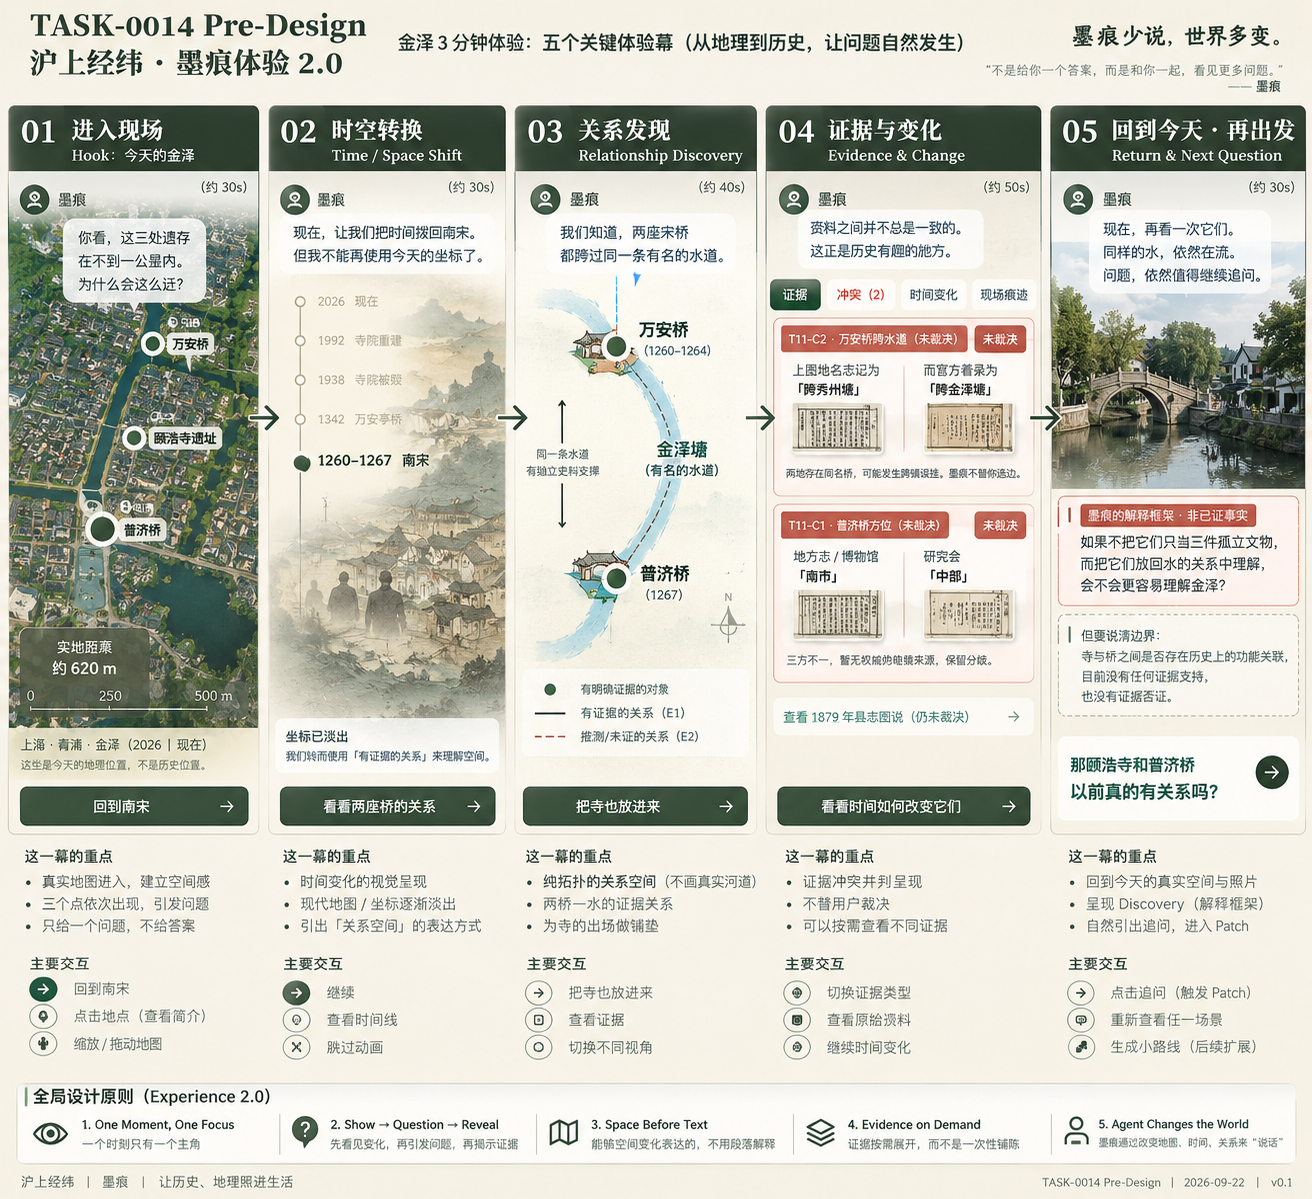 TASK-0014 Pre-Design
沪上经纬 · 墨痕体验 2.0
金泽 3 分钟体验：五个关键体验幕（从地理到历史，让问题自然发生）
墨痕少说，世界多变。
“不是给你一个答案，而是和你一起，看见更多问题。”
—— 墨痕
01 进入现场
Hook：今天的金泽
（约 30s）
墨痕
你看，这三处遗存
在不到一公里内。
为什么会这么近？
万安桥
颐浩寺遗址
普济桥
实地距离
约 620 m
0 250 500 m
上海 · 青浦 · 金泽（2026 | 现在）
这坐是今天的地理位置，不是历史位置。
回到南宋 →
02 时空转换
Time / Space Shift
（约 30s）
墨痕
现在，让我们把时间拨回南宋。
但我不能再使用今天的坐标了。
2026 现在
1992 寺院重建
1938 寺院被毁
1342 万安亭桥
1260–1267 南宋
坐标已淡出
我们转而使用「有证据的关系」来理解空间。
看看两座桥的关系 →
03 关系发现
Relationship Discovery
（约 40s）
墨痕
我们知道，两座宋桥
都跨过同一条有名的水道。
万安桥
（1260–1264）
同一条水道
有独立史料支撑
金泽塘
（有名的水道）
普济桥
（1267）
N
有明确证据的对象
有证据的关系（E1）
推测/未证的关系（E2）
把寺也放进来 →
04 证据与变化
Evidence & Change
（约 50s）
墨痕
资料之间并不总是一致的。
这正是历史有趣的地方。
证据 冲突（2） 时间变化 现场痕迹
T11-C2 · 万安桥跨水道（未裁决） 未裁决
上图地名志记为
「跨秀州塘」
而官方着录为
「跨金泽塘」
两地存在同名桥，可能发生跨镇误挂。墨痕不替你选边。
T11-C1 · 普济桥方位（未裁决） 未裁决
地方志 / 博物馆
「南市」
研究会
「中部」
三方不一，暂无权威地图来源，保留分歧。
查看 1879 年县志图说（仍未裁决） →
看看时间如何改变它们 →
05 回到今天 · 再出发
Return & Next Question
（约 30s）
墨痕
现在，再看一次它们。
同样的水，依然在流。
问题，依然值得继续追问。
墨痕的解释框架 · 非已证事实
如果不把它们只当三件孤立文物，
而把它们放回水的关系中理解，
会不会更容易理解金泽？
但要说清边界：
寺与桥之间是否存在历史上的功能关联，
目前没有任何证据支持，
也没有证据否证。
那颐浩寺和普济桥
以前真的有关系吗？
→
这一幕的重点
• 真实地图进入，建立空间感
• 三个点依次出现，引发问题
• 只给一个问题，不给答案
主要交互
回到南宋
点击地点（查看简介）
缩放 / 拖动地图
这一幕的重点
• 时间变化的视觉呈现
• 现代地图 / 坐标逐渐淡出
• 引出「关系空间」的表达方式
主要交互
继续
查看时间线
跳过动画
这一幕的重点
• 纯拓扑的关系空间（不画真实河道）
• 两桥一水的证据关系
• 为寺的出场做铺垫
主要交互
把寺也放进来
查看证据
切换不同视角
这一幕的重点
• 证据冲突并列呈现
• 不替用户裁决
• 可以按需查看不同证据
主要交互
切换证据类型
查看原始资料
继续时间变化
这一幕的重点
• 回到今天的真实空间与照片
• 呈现 Discovery（解释框架）
• 自然引出追问，进入 Patch
主要交互
点击追问（触发 Patch）
重新查看任一场景
生成小路线（后续扩展）
全局设计原则（Experience 2.0）
1. One Moment, One Focus
一个时刻只有一个主角
2. Show → Question → Reveal
先看见变化，再引发问题，再揭示证据
3. Space Before Text
能够空间变化表达的，不用段落解释
4. Evidence on Demand
证据按需展开，而不是一次性铺陈
5. Agent Changes the World
墨痕通过改变地图、时间、关系来“说话”
沪上经纬 | 墨痕 | 让历史、地理照进生活
TASK-0014 Pre-Design | 2026-09-22 | v0.1